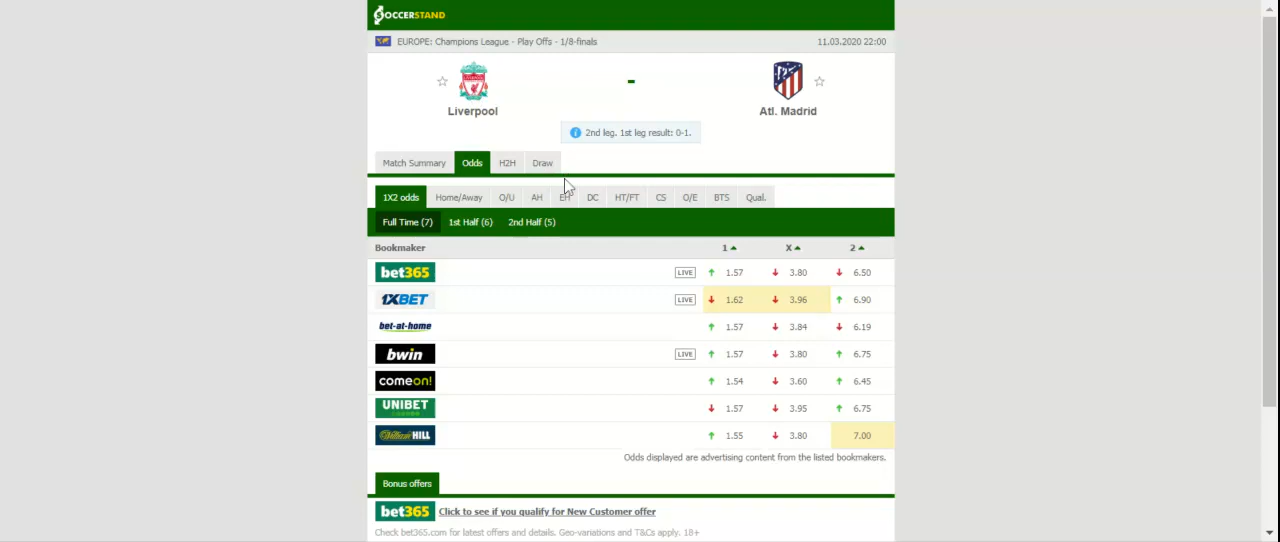 SOCCERSTAND
EUROPE: Champions League - Play Offs - 1/8-finals 11.03.2020 22:00
Liverpool - Atl. Madrid
2nd leg. 1st leg result: 0-1.
Match Summary Odds H2H Draw
1X2 odds Home/Away O/U AH EH DC HT/FT CS O/E BTS Qual.
Full Time (7) 1st Half (6) 2nd Half (5)
Bookmaker 1 X 2
bet365 LIVE 1.57 3.80 6.50
1XBET LIVE 1.62 3.96 6.90
bet-at-home 1.57 3.84 6.19
bwin LIVE 1.57 3.80 6.75
comeon! 1.54 3.60 6.45
UNIBET 1.57 3.95 6.75
William HILL 1.55 3.80 7.00
Odds displayed are advertising content from the listed bookmakers.
Bonus offers
bet365 Click to see if you qualify for New Customer offer
Check bet365.com for latest offers and details. Geo-variations and T&Cs apply. 18+